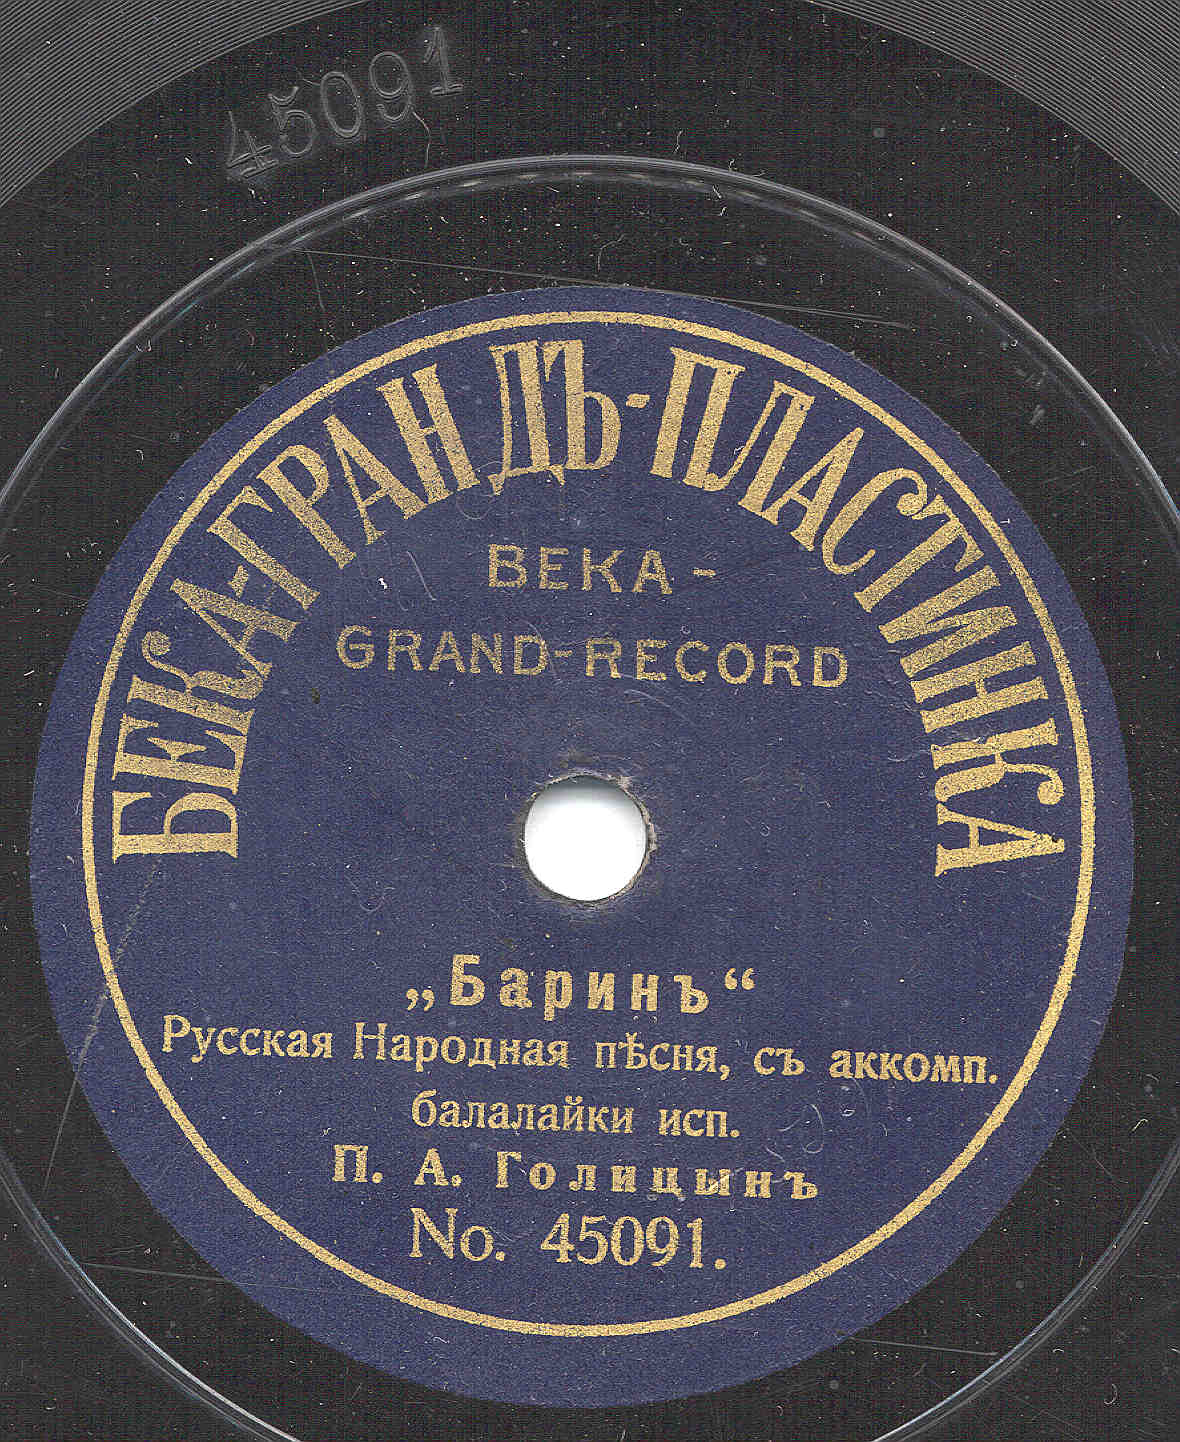 45091
БЕКА-ГРАНДЪ-ПЛАСТИНКА
BEKA-
GRAND-RECORD
„Баринъ“
Русская Народная пѣсня, съ аккомп.
балалайки исп.
П. А. Голицынъ
No. 45091.